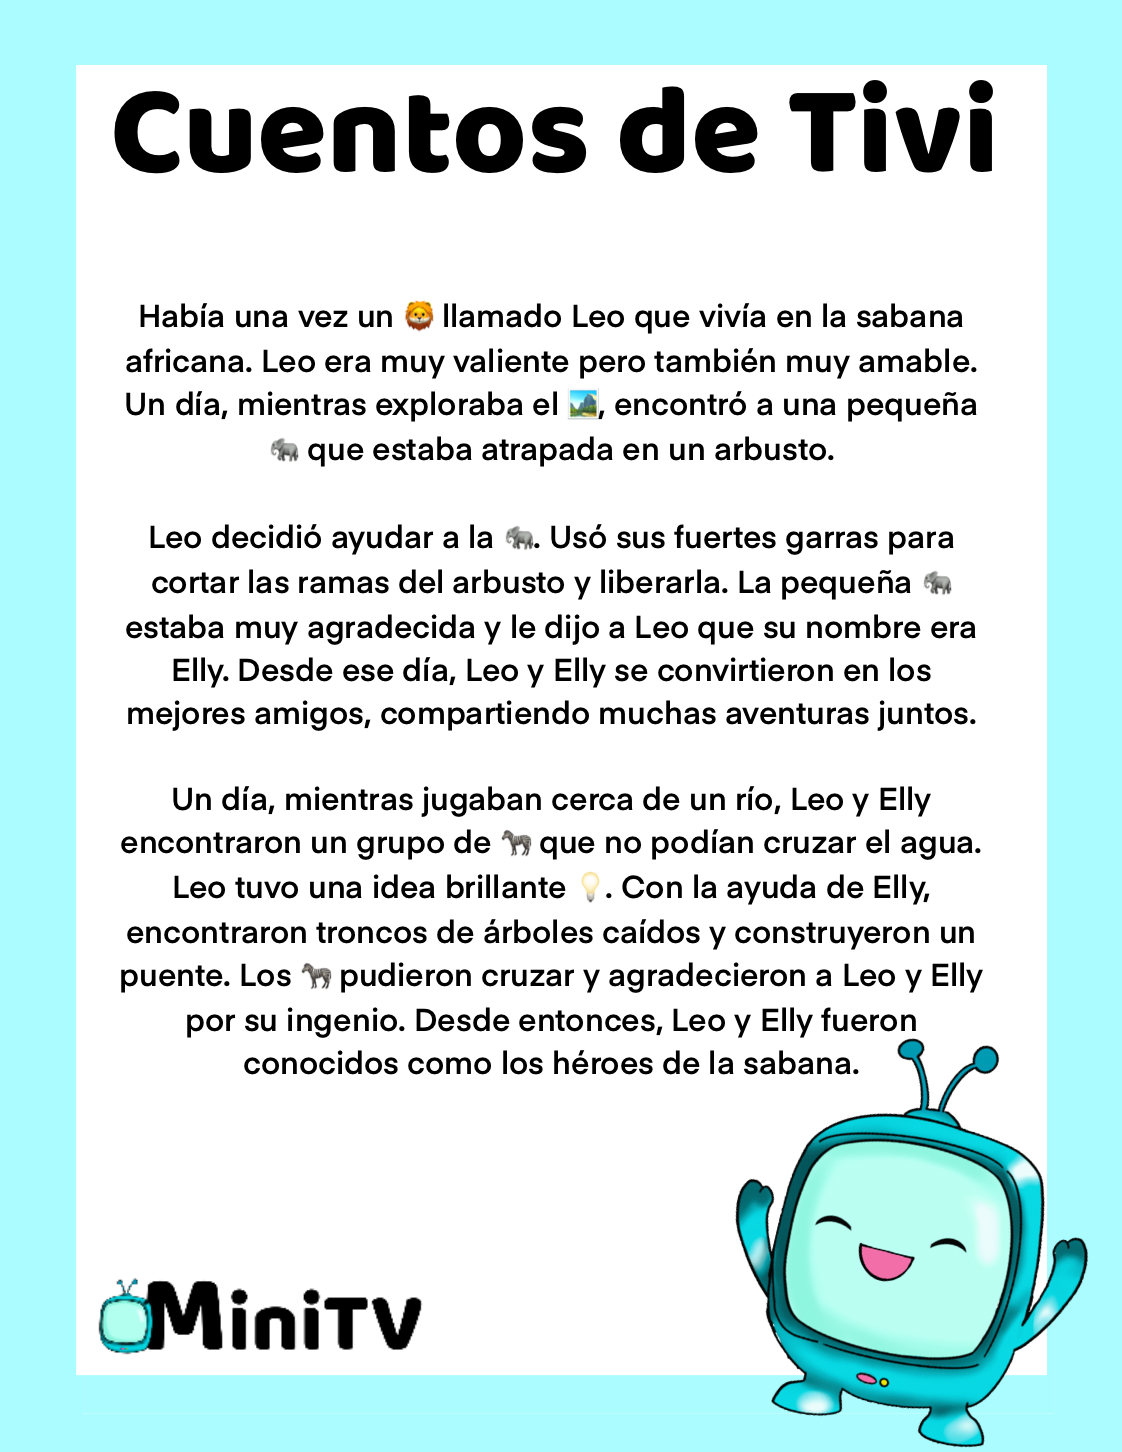 Cuentos de Tivi
Había una vez un 🦁 llamado Leo que vivía en la sabana
africana. Leo era muy valiente pero también muy amable.
Un día, mientras exploraba el 🏞️, encontró a una pequeña
🐘 que estaba atrapada en un arbusto.
Leo decidió ayudar a la 🐘. Usó sus fuertes garras para
cortar las ramas del arbusto y liberarla. La pequeña 🐘
estaba muy agradecida y le dijo a Leo que su nombre era
Elly. Desde ese día, Leo y Elly se convirtieron en los
mejores amigos, compartiendo muchas aventuras juntos.
Un día, mientras jugaban cerca de un río, Leo y Elly
encontraron un grupo de 🦓 que no podían cruzar el agua.
Leo tuvo una idea brillante 💡. Con la ayuda de Elly,
encontraron troncos de árboles caídos y construyeron un
puente. Los 🦓 pudieron cruzar y agradecieron a Leo y Elly
por su ingenio. Desde entonces, Leo y Elly fueron
conocidos como los héroes de la sabana.
MiniTV